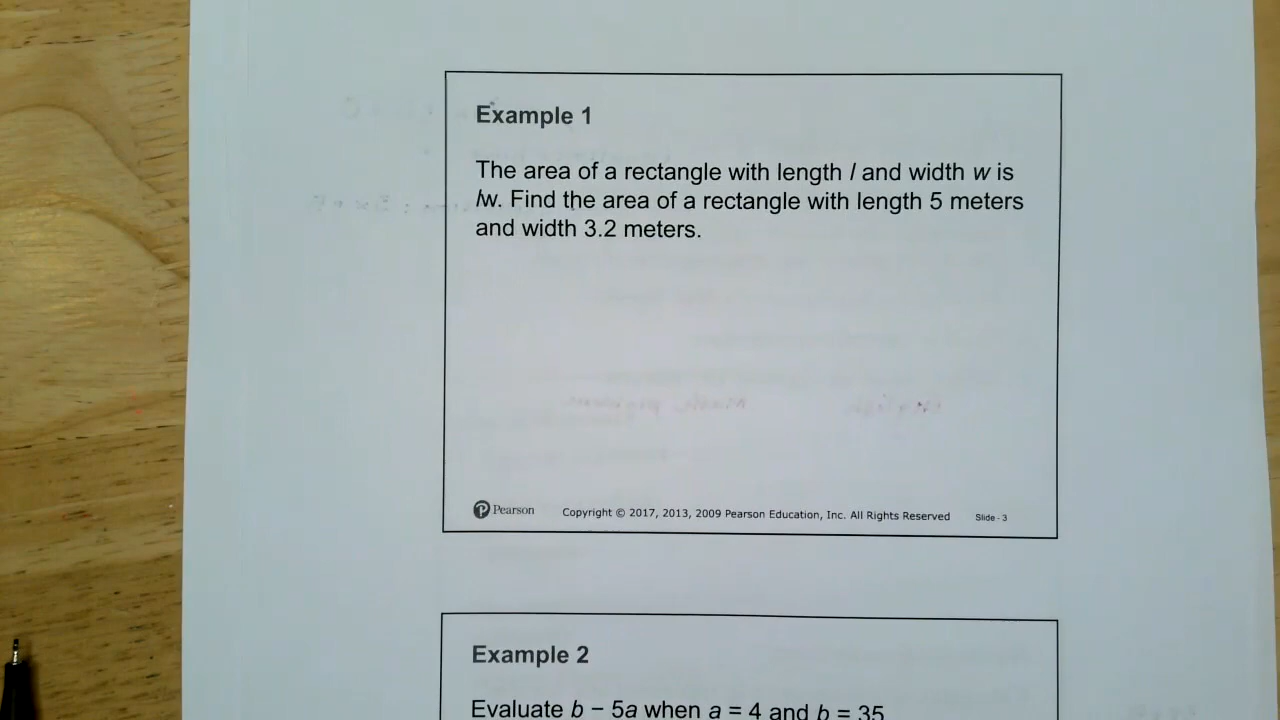 Example 1
The area of a rectangle with length l and width w is
lw. Find the area of a rectangle with length 5 meters
and width 3.2 meters.
Pearson Copyright © 2017, 2013, 2009 Pearson Education, Inc. All Rights Reserved Slide - 3
Example 2
Evaluate b − 5a when a = 4 and b = 35